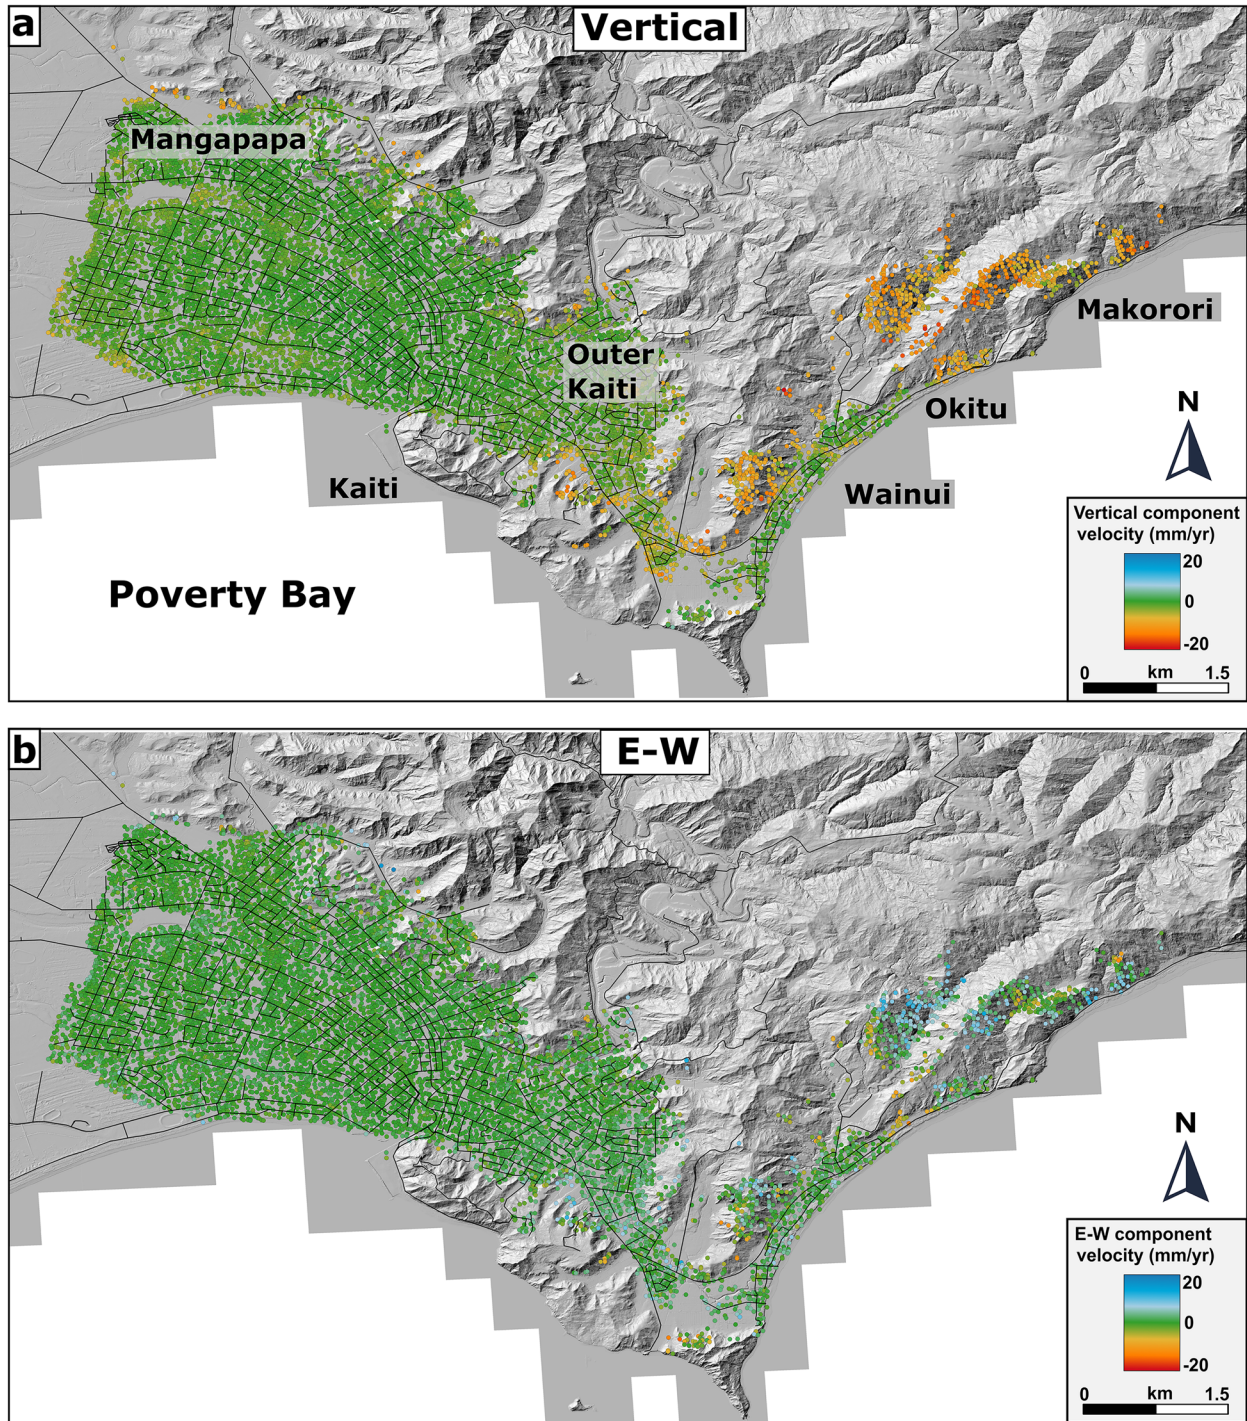 a
Vertical
Mangapapa
Outer
Kaiti
Makorori
Okitu
Kaiti
Wainui
Poverty Bay
N
Vertical component
velocity (mm/yr)
20
0
-20
0 km 1.5
b
E-W
N
E-W component
velocity (mm/yr)
20
0
-20
0 km 1.5